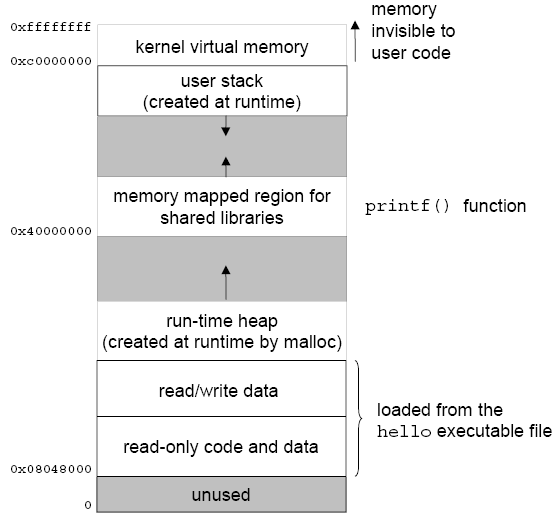 memory
0xffffffff
invisible to
kernel virtual memory
user code
0xc0000000
user stack
(created at runtime)
memory mapped region for
shared libraries
printf() function
0x40000000
run-time heap
(created at runtime by malloc)
read/write data
loaded from the
hello executable file
read-only code and data
0x08048000
unused
0